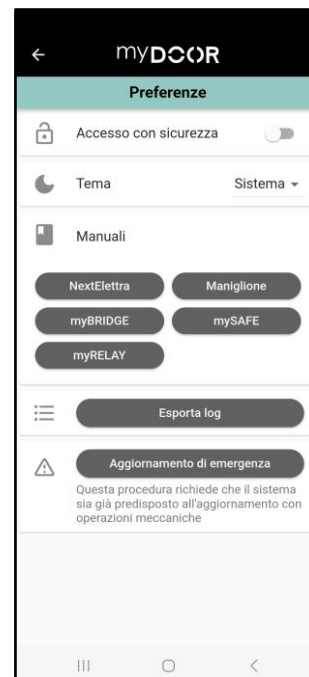 myDOOR
Preferenze
Accesso con sicurezza
Tema Sistema
Manuali
NextElettra Maniglione
myBRIDGE mySAFE
myRELAY
Esporta log
Aggiornamento di emergenza
Questa procedura richiede che il sistema
sia già predisposto all'aggiornamento con
operazioni meccaniche